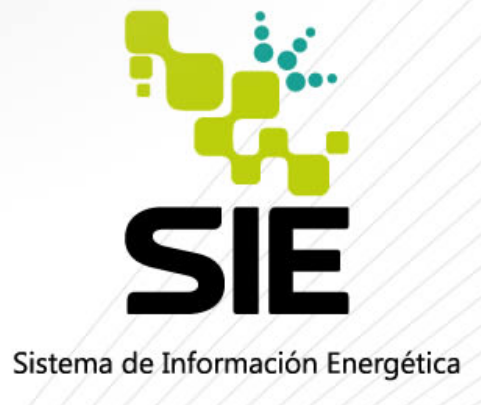 SIE
Sistema de Información Energética